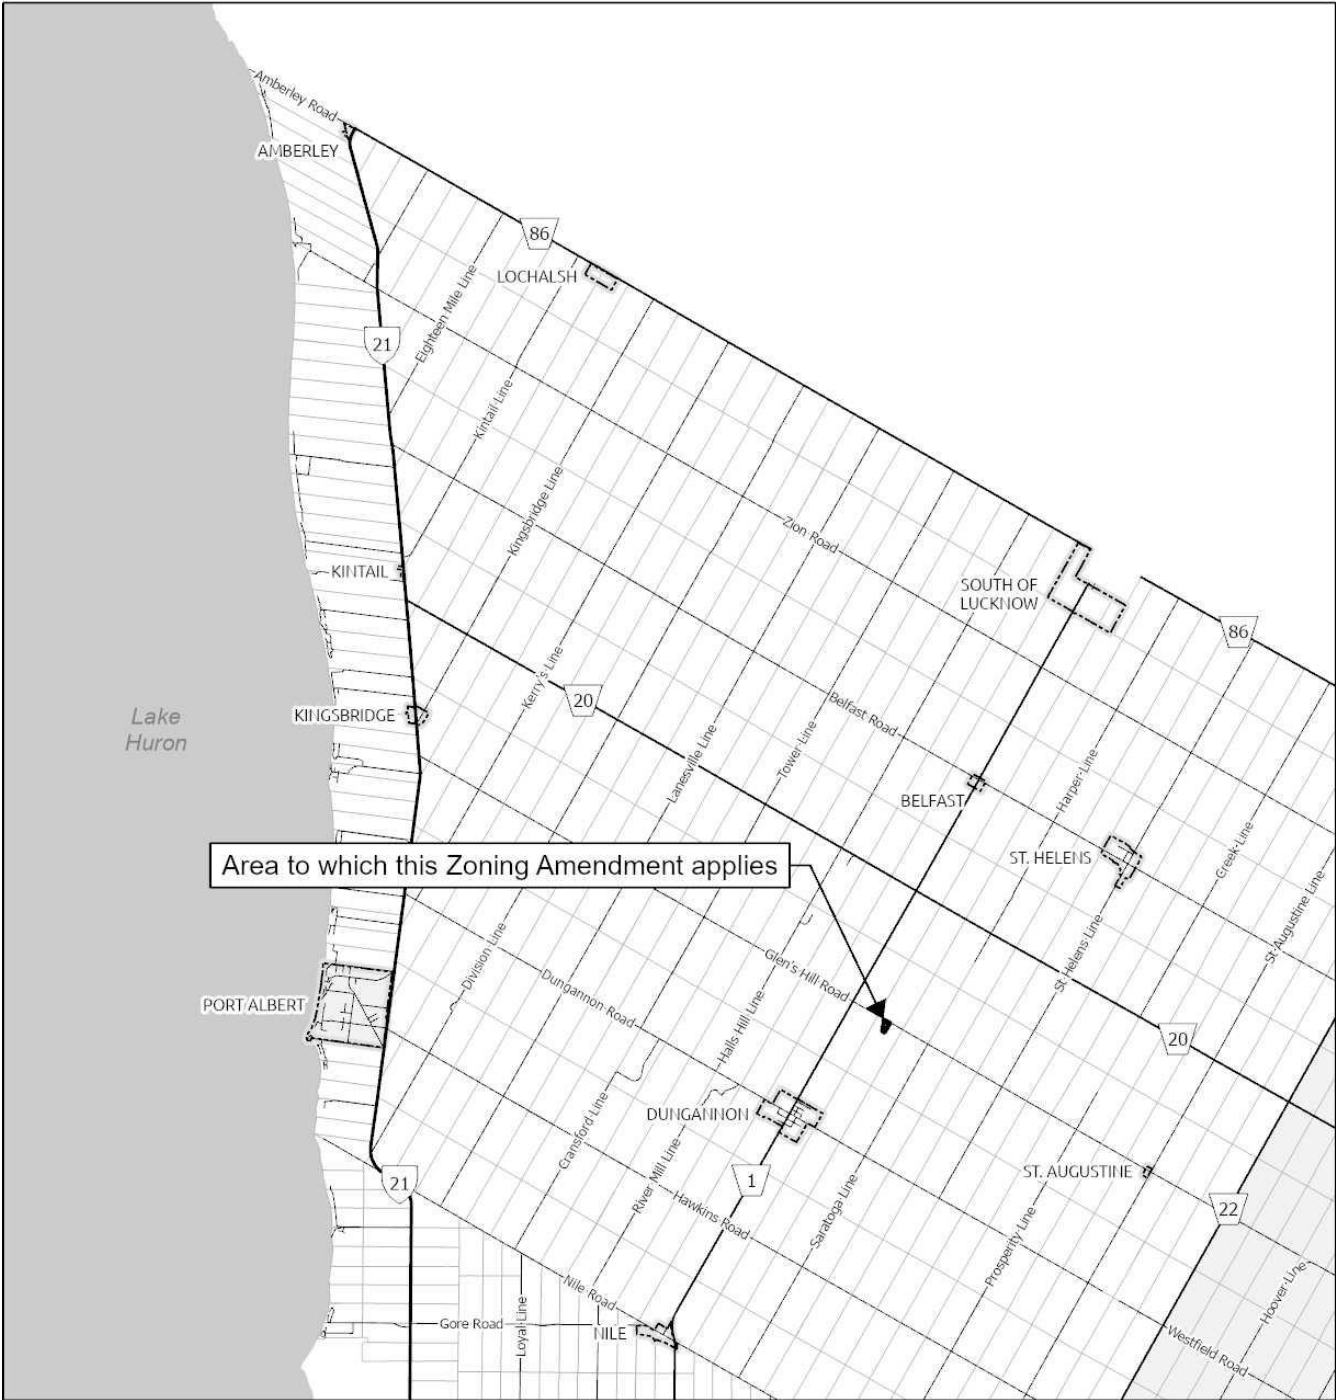 Amberley Road
AMBERLEY
86
LOCHALSH
Eighteen Mile Line
21
Kintail Line
Kingsbridge Line
Zion Road
KINTAIL
SOUTH OF
LUCKNOW
86
Kerry's Line
20
Belfast Road
KINGSBRIDGE
Lake
Huron
Lanesville Line
Tower Line
Harper Line
BELFAST
ST. HELENS
Creek Line
Area to which this Zoning Amendment applies
St Augustine Line
Division Line
Glen's Hill Road
St Helens Line
Dungannon Road
PORT ALBERT
Halls Hill Line
20
DUNGANNON
Cransford Line
River Mill Line
1
ST. AUGUSTINE
21
Hawkins Road
Saratoga Line
22
Prosperity Line
Nile Road
Hoover Line
Gore Road
Loyal Line
NILE
Westfield Road